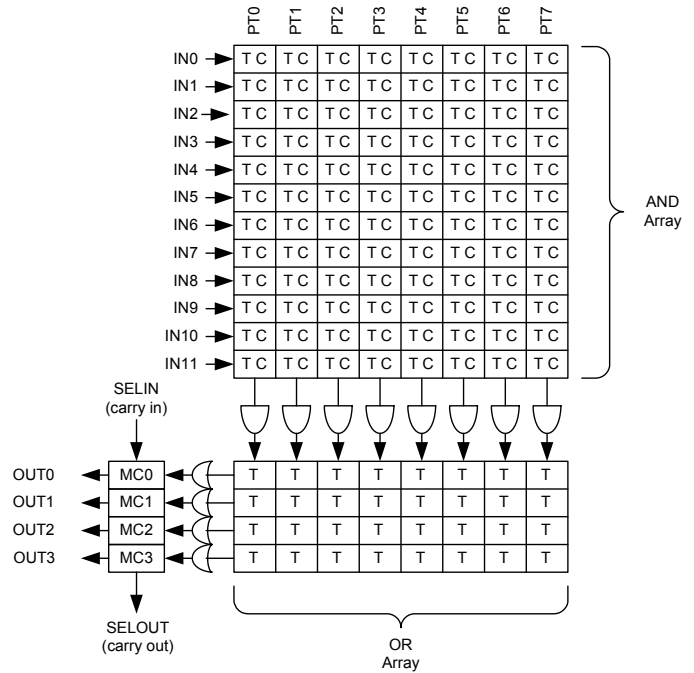 PT0 PT1 PT2 PT3 PT4 PT5 PT6 PT7
IN0 T C T C T C T C T C T C T C T C
IN1 T C T C T C T C T C T C T C T C
IN2 T C T C T C T C T C T C T C T C
IN3 T C T C T C T C T C T C T C T C
IN4 T C T C T C T C T C T C T C T C
IN5 T C T C T C T C T C T C T C T C
IN6 T C T C T C T C T C T C T C T C
IN7 T C T C T C T C T C T C T C T C
IN8 T C T C T C T C T C T C T C T C
IN9 T C T C T C T C T C T C T C T C
IN10 T C T C T C T C T C T C T C T C
IN11 T C T C T C T C T C T C T C T C
AND
Array
SELIN
(carry in)
OUT0 MC0 T T T T T T T T
OUT1 MC1 T T T T T T T T
OUT2 MC2 T T T T T T T T
OUT3 MC3 T T T T T T T T
SELOUT
(carry out)
OR
Array